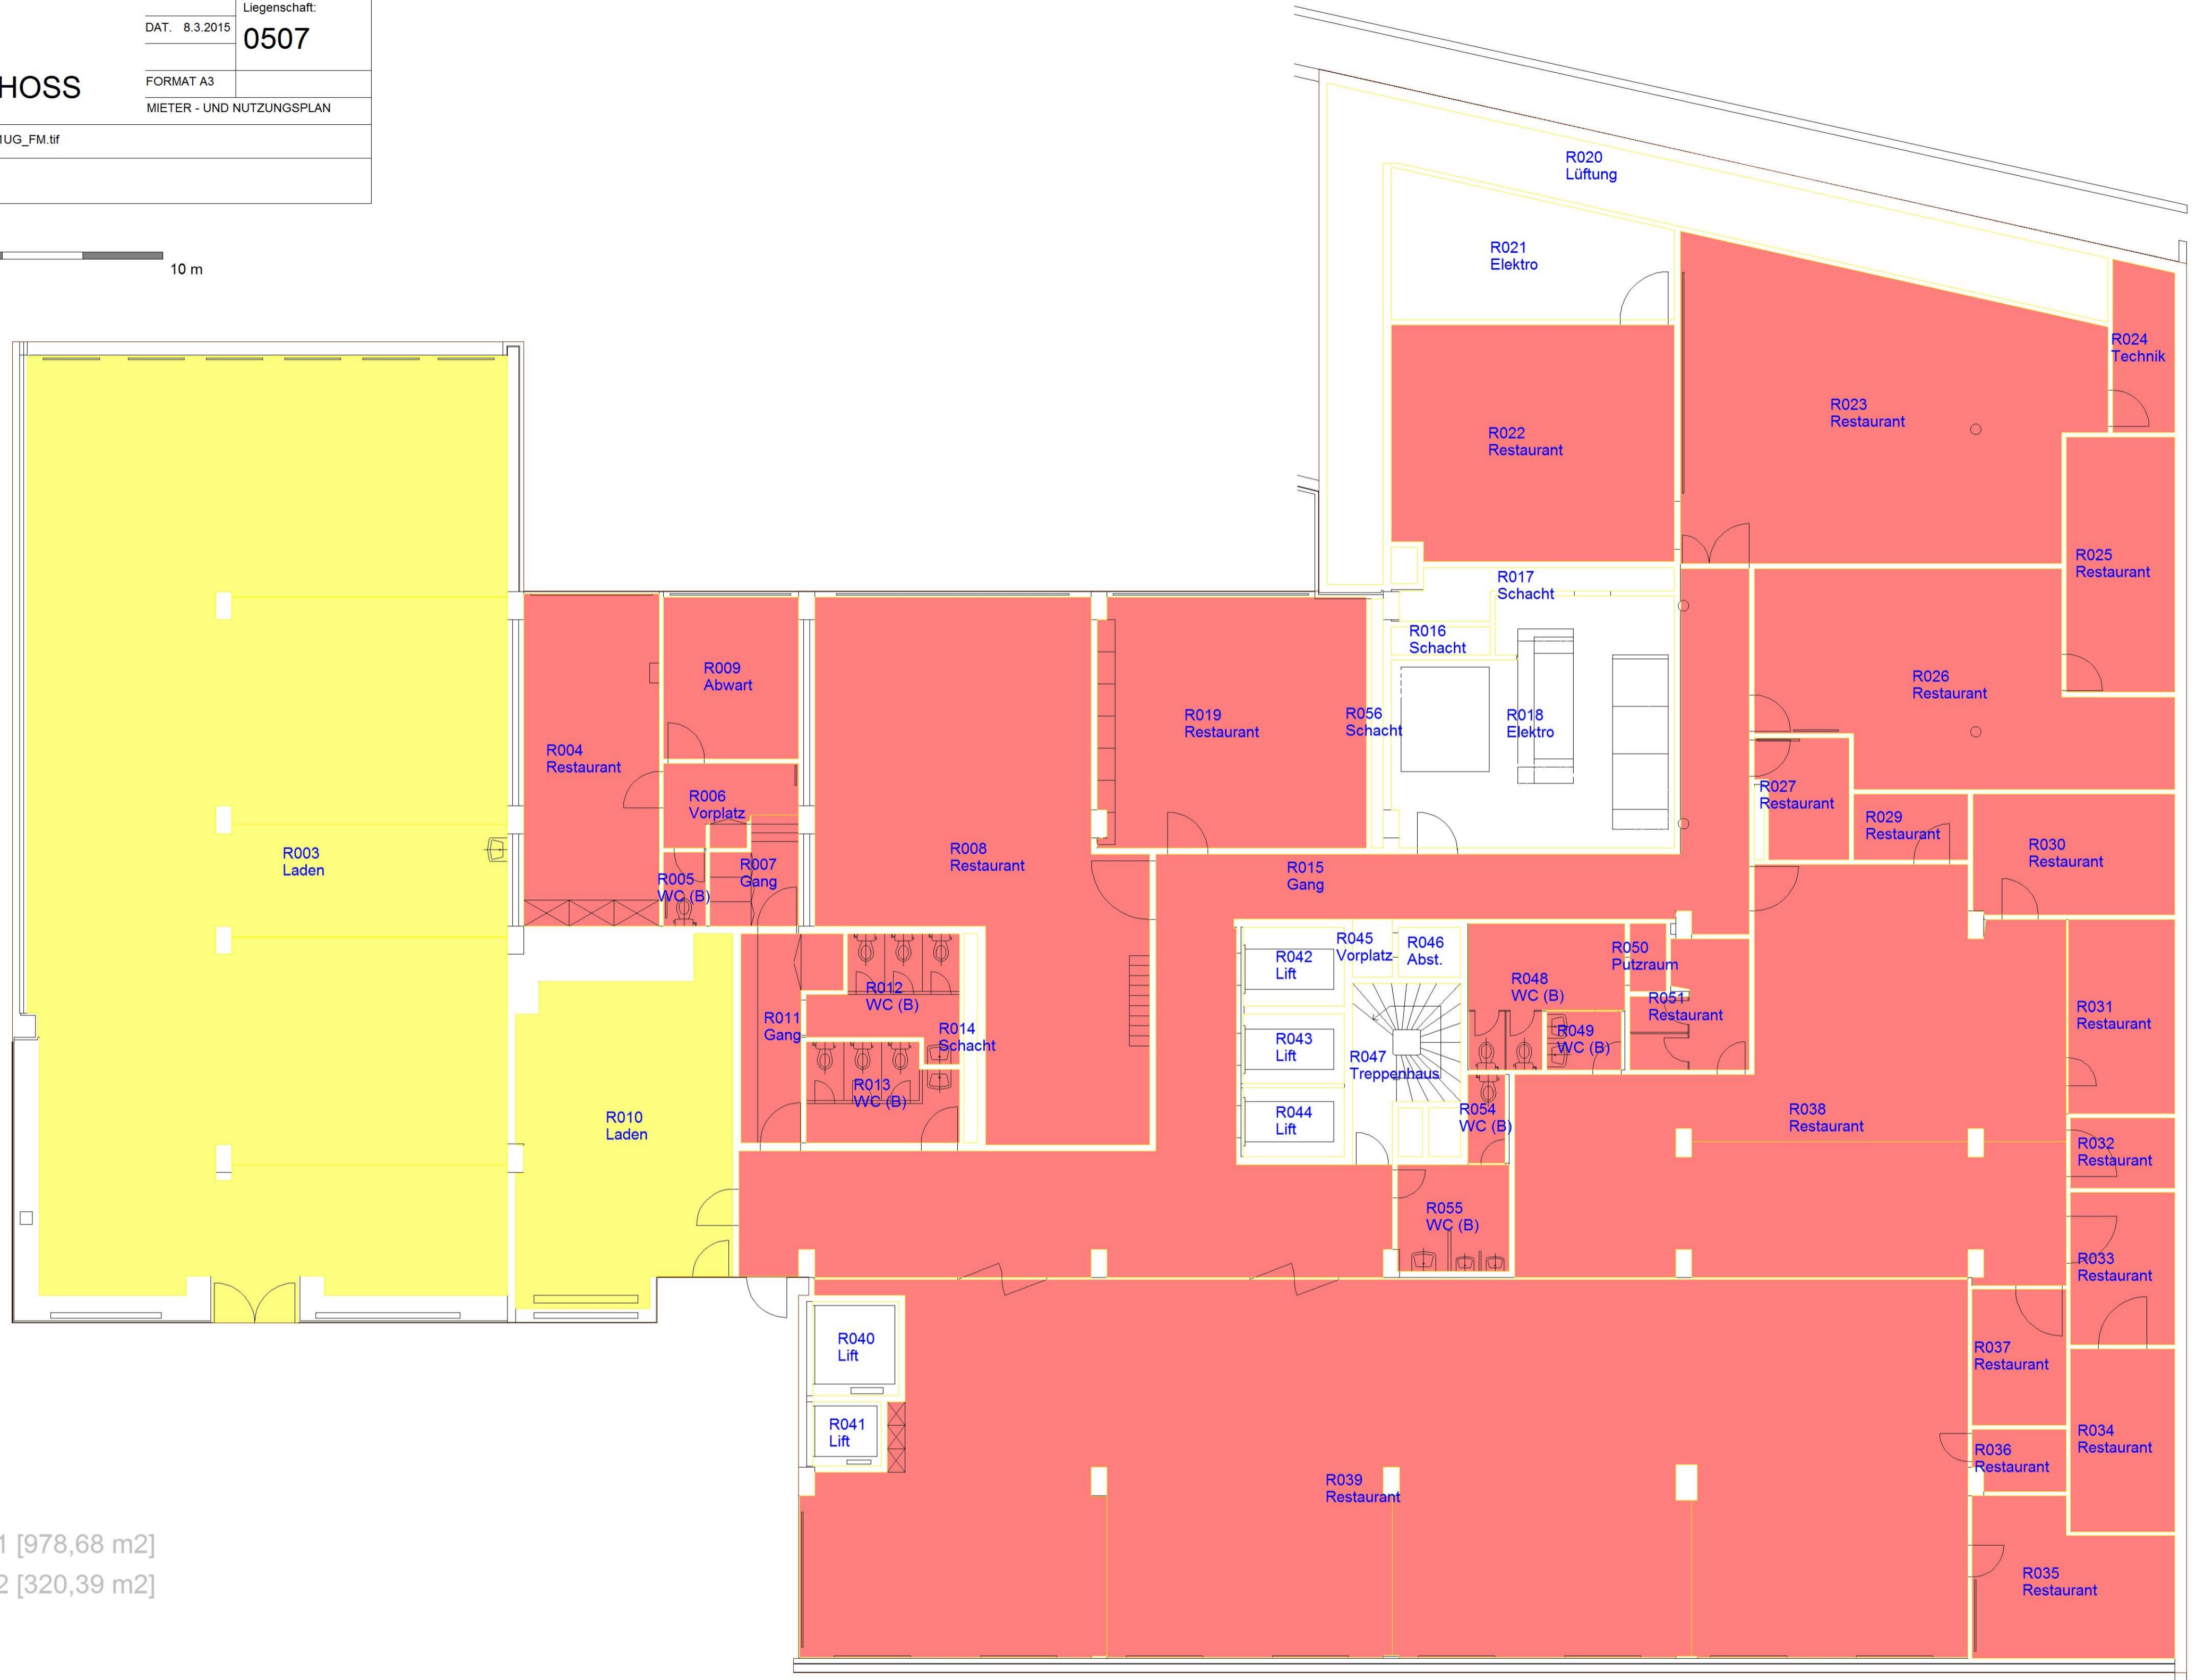 Liegenschaft:
DAT. 8.3.2015
0507
HOSS
FORMAT A3
MIETER - UND NUTZUNGSPLAN
1UG_FM.tif
10 m
R020
Lüftung
R021
Elektro
R024
Technik
R023
Restaurant
R022
Restaurant
R025
Restaurant
R017
Schacht
R016
Schacht
R009
Abwart
R026
Restaurant
R019
Restaurant
R056
Schacht
R018
Elektro
R004
Restaurant
R006
Vorplatz
R027
Restaurant
R029
Restaurant
R030
Restaurant
R003
Laden
R008
Restaurant
R007
Gang
R005
WC (B)
R015
Gang
R045
Vorplatz
R046
Abst.
R042
Lift
R050
Putzraum
R048
WC (B)
R012
WC (B)
R051
Restaurant
R031
Restaurant
R011
Gang
R014
Schacht
R043
Lift
R049
WC (B)
R047
Treppenhaus
R013
WC (B)
R044
Lift
R054
WC (B)
R010
Laden
R038
Restaurant
R032
Restaurant
R055
WC (B)
R033
Restaurant
R040
Lift
R037
Restaurant
R041
Lift
R034
Restaurant
R036
Restaurant
R039
Restaurant
R035
Restaurant
1 [978,68 m2]
2 [320,39 m2]